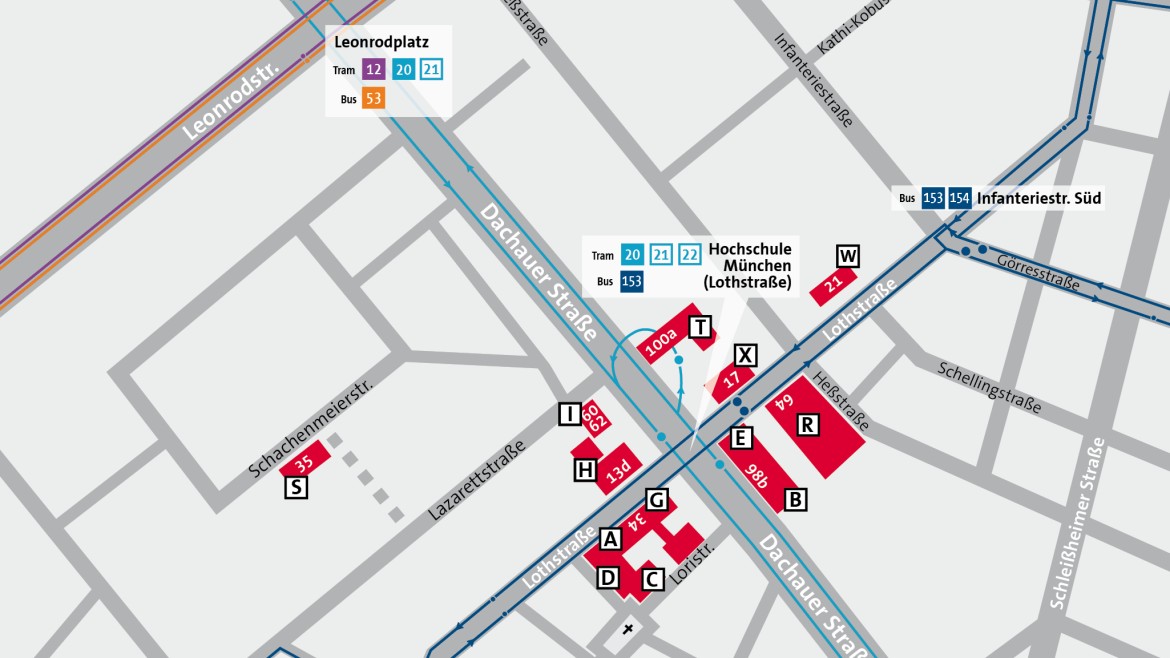 Leonrodplatz
Tram 12 20 21
Bus 53
Leonrodstr.
Infanteriestraße
Kathi-Kobus
Bus 153 154 Infanteriestr. Süd
Görresstraße
Dachauer Straße
Tram 20 21 22 Hochschule
München
Bus 153 (Lothstraße)
W
21
Lothstraße
T
100a
X
17
Schellingstraße
Heßstraße
64
R
E
98b
B
I
60
62
H
13d
Schachenmeierstr.
35
S
Lazarettstraße
G
34
A
D
C
Loristr.
Lothstraße
Dachauer Straße
Schleißheimer Straße